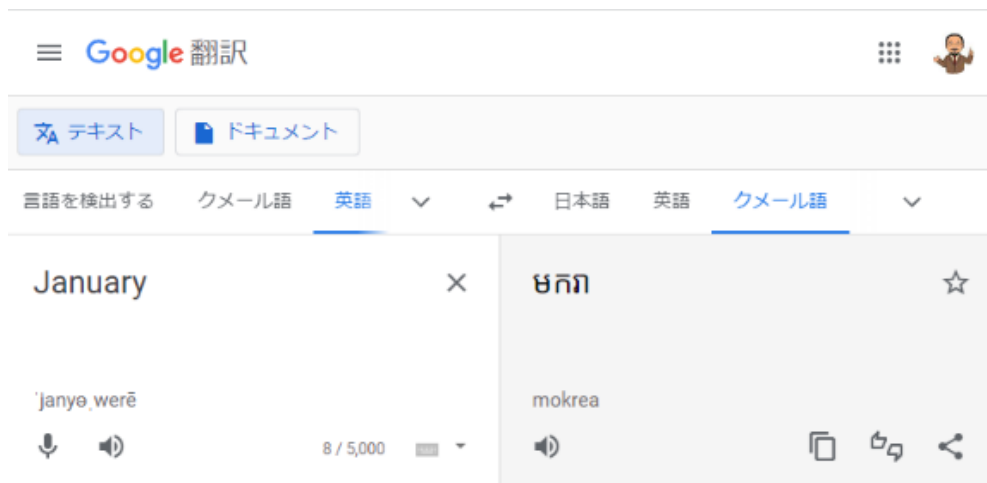 Google 翻訳
テキスト ドキュメント
言語を検出する クメール語 英語 日本語 英語 クメール語
January
ˈjanyəˌwerē
8 / 5,000
មករា
mokrea